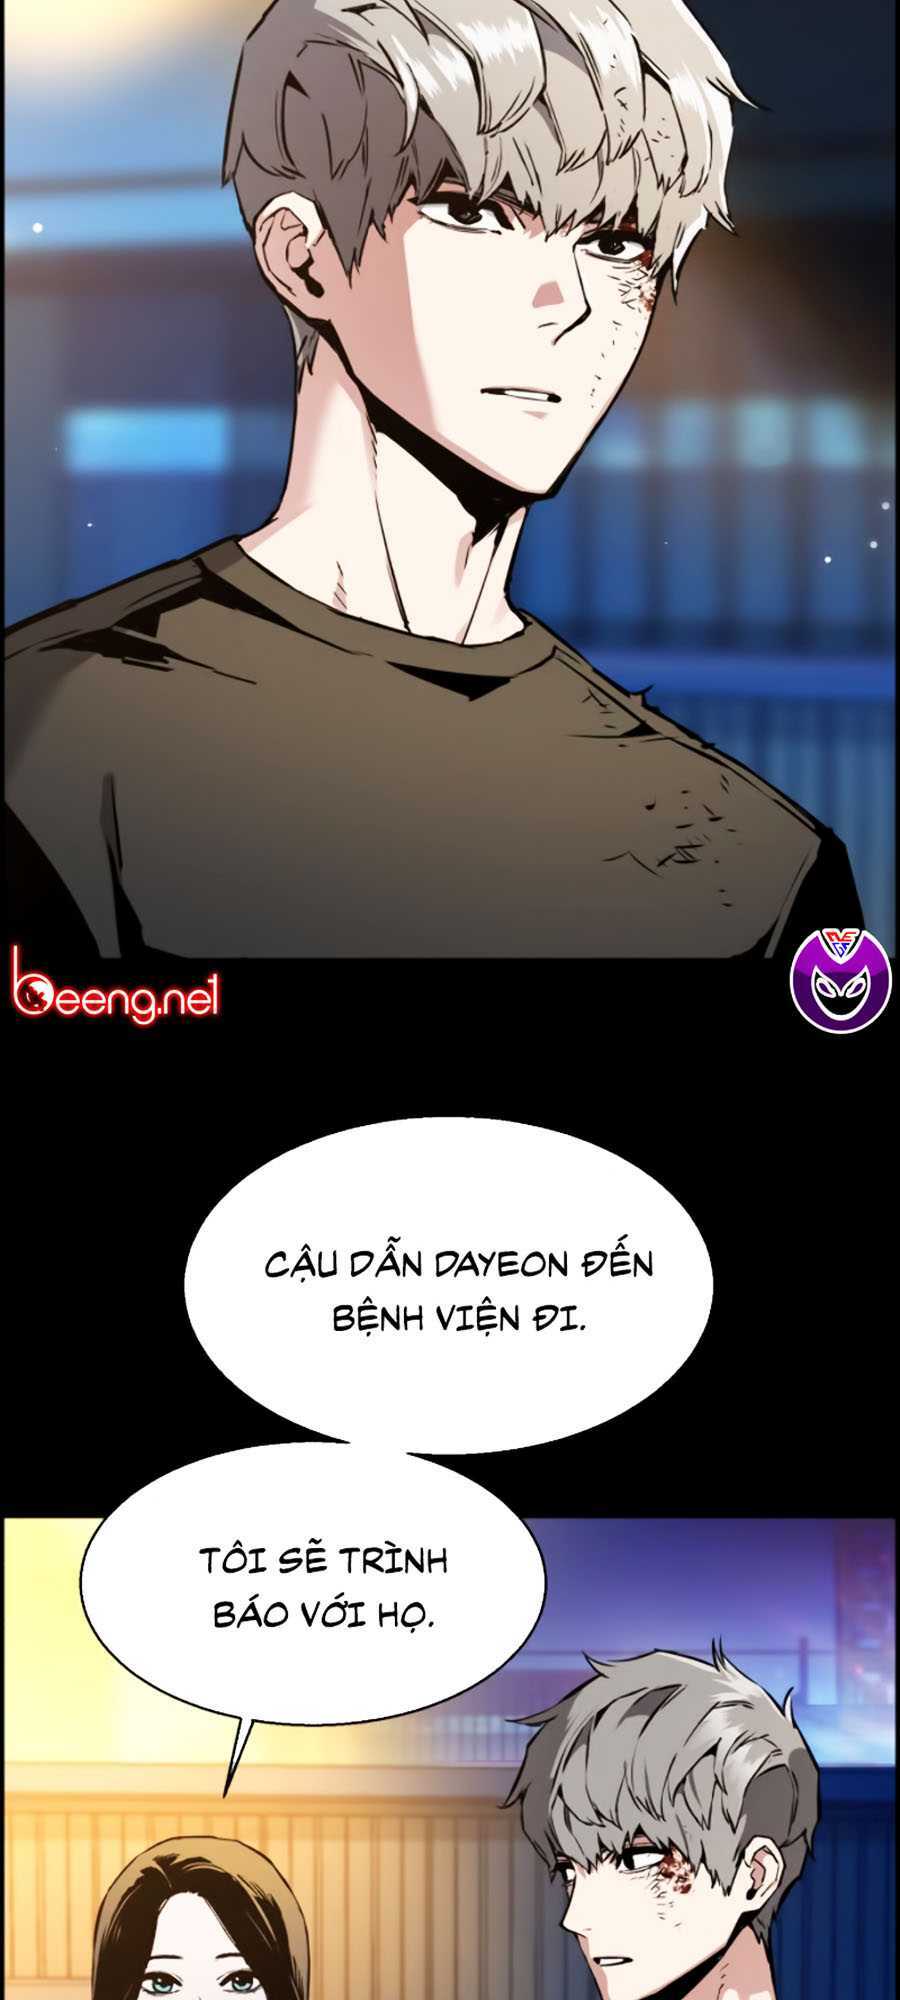 beeng.net
CẬU DẪN DAYEON ĐẾN
BỆNH VIỆN ĐI.
TÔI SẼ TRÌNH
BÁO VỚI HỌ.